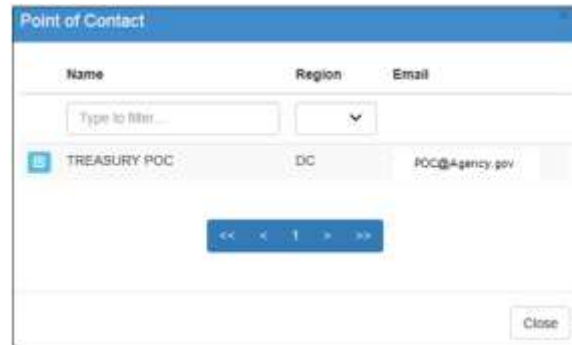 Point of Contact
Name Region Email
Type to filter...
TREASURY POC DC POC@Agency.gov
<< < 1 > >>
Close